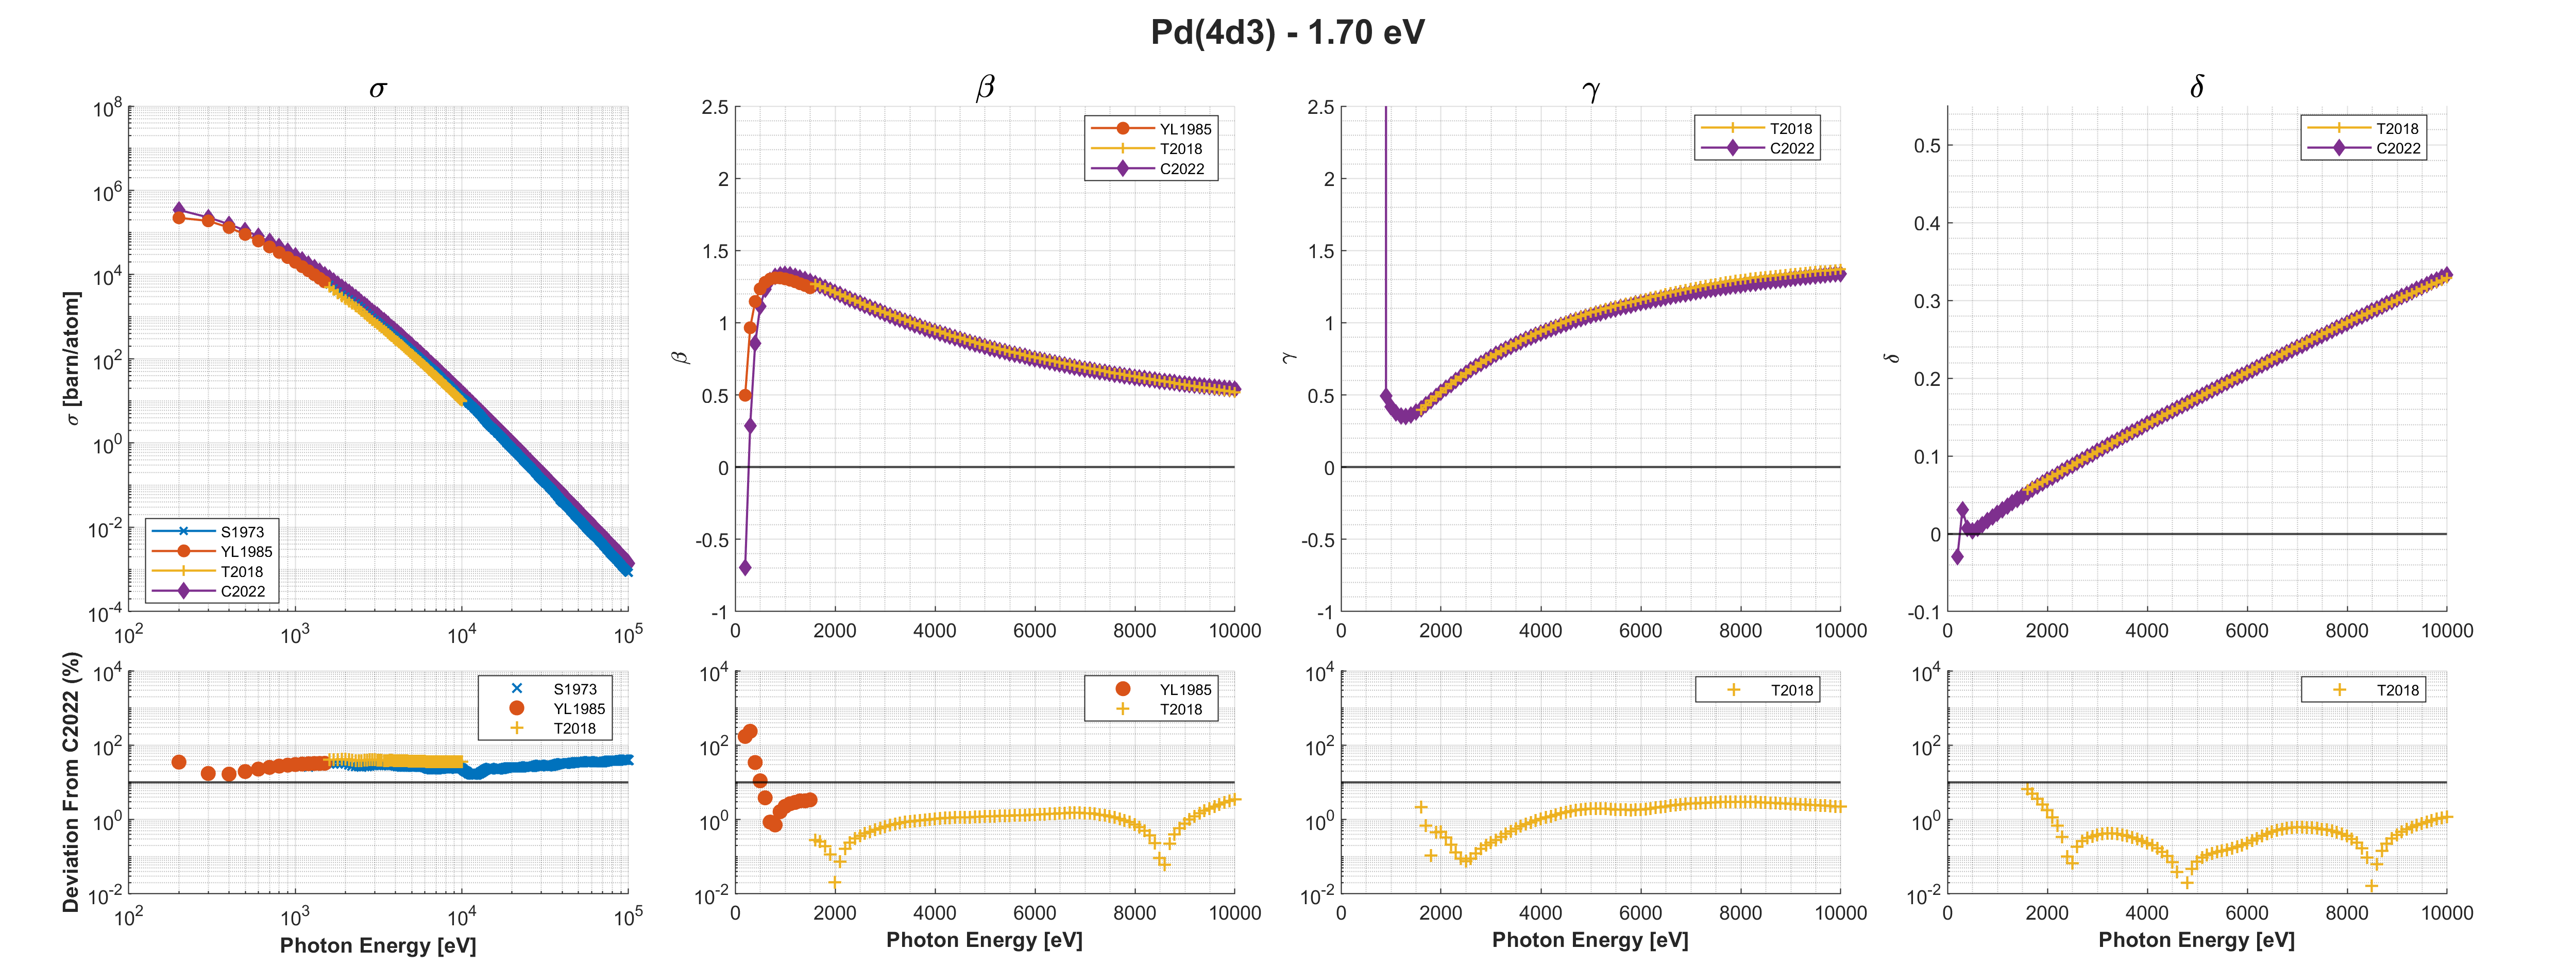 Pd(4d3) - 1.70 eV
σ
10^8
10^6
10^4
10^2
10^0
10^-2
10^-4
10^2
10^3
10^4
10^5
σ [barn/atom]
S1973
YL1985
T2018
C2022
β
2.5
2
1.5
1
0.5
0
-0.5
-1
0
2000
4000
6000
8000
10000
β
YL1985
T2018
C2022
γ
2.5
2
1.5
1
0.5
0
-0.5
-1
0
2000
4000
6000
8000
10000
γ
T2018
C2022
δ
0.5
0.4
0.3
0.2
0.1
0
-0.1
0
2000
4000
6000
8000
10000
δ
T2018
C2022
Deviation From C2022 (%)
10^4
10^2
10^0
10^-2
10^2
10^3
10^4
10^5
Photon Energy [eV]
S1973
YL1985
T2018
10^4
10^2
10^0
10^-2
0
2000
4000
6000
8000
10000
Photon Energy [eV]
YL1985
T2018
10^4
10^2
10^0
10^-2
0
2000
4000
6000
8000
10000
Photon Energy [eV]
T2018
10^4
10^2
10^0
10^-2
0
2000
4000
6000
8000
10000
Photon Energy [eV]
T2018